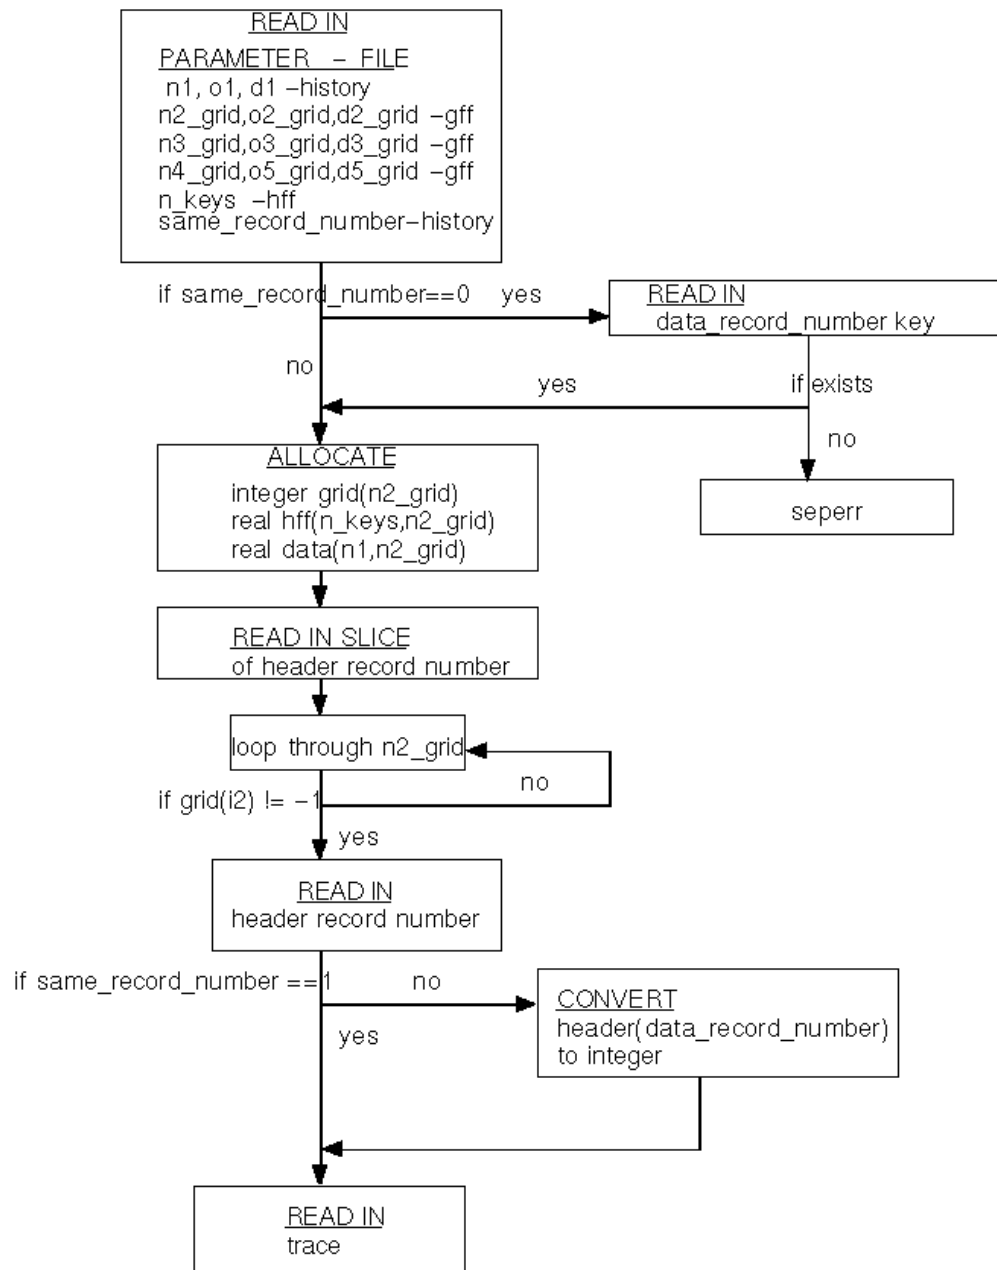 READ IN
PARAMETER - FILE
n1, o1, d1 -history
n2_grid,o2_grid,d2_grid -gff
n3_grid,o3_grid,d3_grid -gff
n4_grid,o5_grid,d5_grid -gff
n_keys -hff
same_record_number-history
if same_record_number==0 yes
READ IN
data_record_number key
no
yes
if exists
no
ALLOCATE
integer grid(n2_grid)
real hff(n_keys,n2_grid)
real data(n1,n2_grid)
seperr
READ IN SLICE
of header record number
loop through n2_grid
no
if grid(i2) != -1
yes
READ IN
header record number
if same_record_number ==1
no
yes
CONVERT
header(data_record_number)
to integer
READ IN
trace